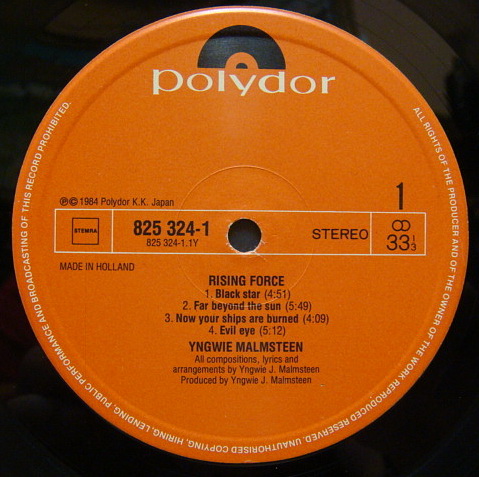 polydor
ALL RIGHTS OF THE PRODUCER AND OF THE OWNER OF THE WORK REPRODUCED RESERVED. UNAUTHORISED COPYING, HIRING, LENDING, PUBLIC PERFORMANCE AND BROADCASTING OF THIS RECORD PROHIBITED.
℗© 1984 Polydor K.K. Japan
1
STEMRA
825 324-1
825 324-1.1Y
STEREO
33 1/3
MADE IN HOLLAND
RISING FORCE
1. Black star (4:51)
2. Far beyond the sun (5:49)
3. Now your ships are burned (4:09)
4. Evil eye (5:12)
YNGWIE MALMSTEEN
All compositions, lyrics and
arrangements by Yngwie J. Malmsteen
Produced by Yngwie J. Malmsteen